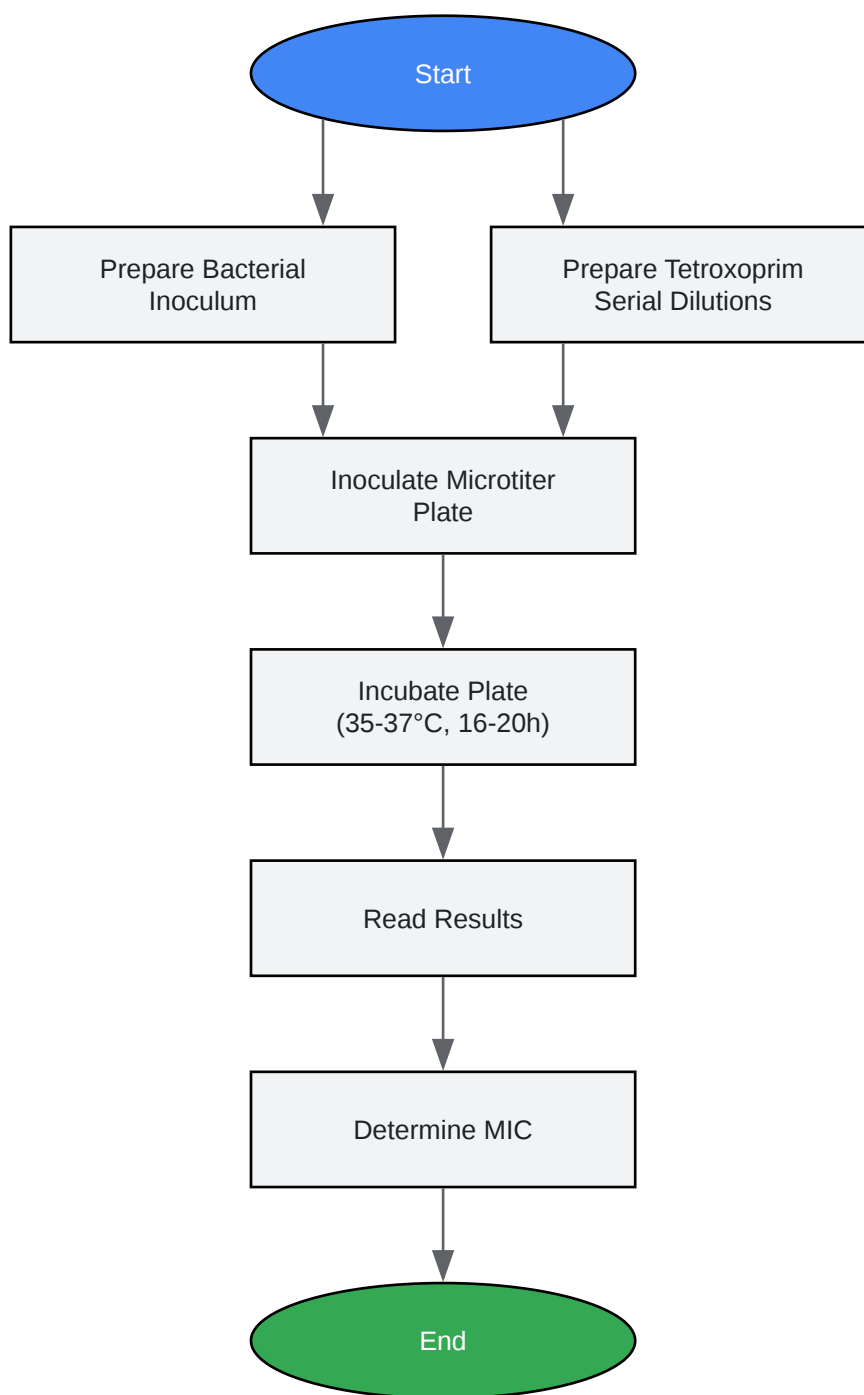 Start
Prepare Bacterial
Inoculum
Prepare Tetroxoprim
Serial Dilutions
Inoculate Microtiter
Plate
Incubate Plate
(35-37°C, 16-20h)
Read Results
Determine MIC
End